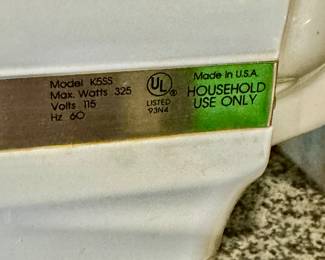 Model K5SS
Max. Watts 325
Volts 115
Hz 60
UL
®
LISTED
93N4
Made in U.S.A.
HOUSEHOLD
USE ONLY